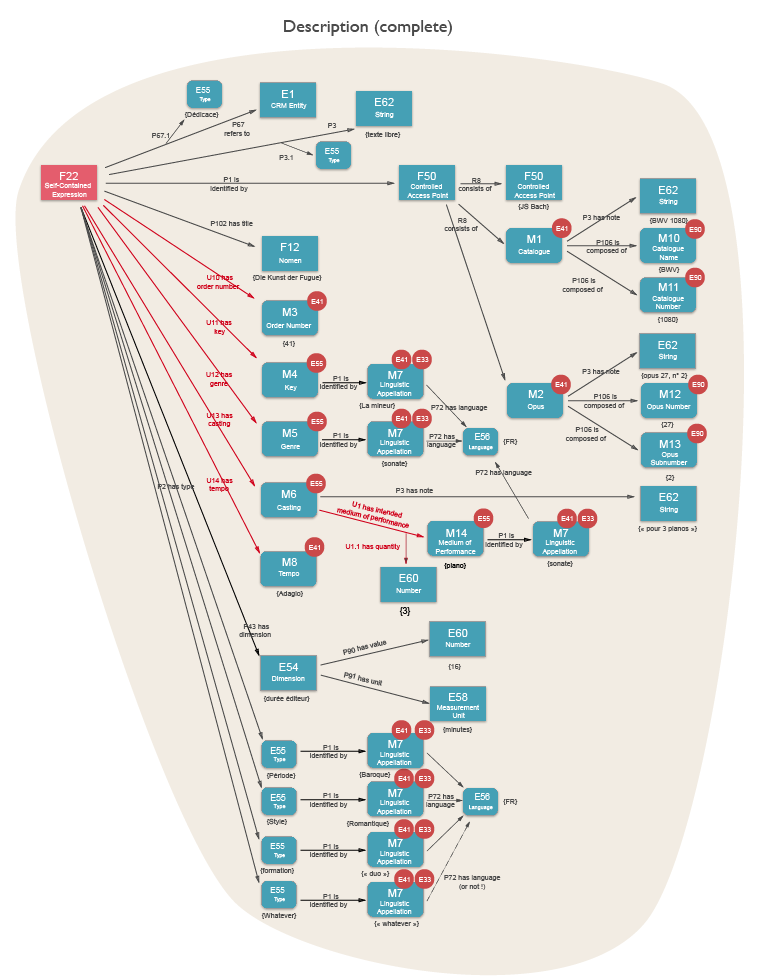 Description (complete)
E55
Type
{Dédicace}
E1
CRM Entity
P67.1
P67
refers to
E62
String
{texte libre}
P3
P3.1
E55
Type
F22
Self-Contained
Expression
P1 is
identified by
F50
Controlled
Access Point
R8
consists of
F50
Controlled
Access Point
{JS Bach}
R8
consists of
E41
M1
Catalogue
P3 has note
E62
String
{BWV 1080}
P106 is
composed of
E90
M10
Catalogue
Name
{BWV}
P106 is
composed of
E90
M11
Catalogue
Number
{1080}
P102 has title
F12
Nomen
{Die Kunst der Fugue}
U10 has
order number
E41
M3
Order Number
{41}
U11 has
key
E55
M4
Key
P1 is
identified by
E41
E33
M7
Linguistic
Appellation
{La mineur}
P72 has language
E62
String
{opus 27, n° 2}
P3 has note
E41
M2
Opus
P106 is
composed of
E90
M12
Opus Number
{27}
P106 is
composed of
E90
M13
Opus
Subnumber
{2}
U12 has
genre
E55
M5
Genre
P1 is
identified by
E41
E33
M7
Linguistic
Appellation
{sonate}
P72 has
language
E56
Language
{FR}
P72 has language
U13 has
casting
E55
M6
Casting
P3 has note
E62
String
{« pour 3 pianos »}
U1 has intended
medium of performance
U1.1 has quantity
E55
M14
Medium of
Performance
{piano}
P1 is
identified by
E41
E33
M7
Linguistic
Appellation
{sonate}
E60
Number
{3}
P2 has type
U14 has
tempo
E41
M8
Tempo
{Adagio}
P43 has
dimension
E54
Dimension
{durée éditeur}
P90 has value
E60
Number
{16}
P91 has unit
E58
Measurement
Unit
{minutes}
E55
Type
{Période}
P1 is
identified by
E41
E33
M7
Linguistic
Appellation
{Baroque}
E55
Type
{Style}
P1 is
identified by
E41
E33
M7
Linguistic
Appellation
{Romantique}
P72 has
language
E56
Language
{FR}
E55
Type
{formation}
P1 is
identified by
E41
E33
M7
Linguistic
Appellation
{« duo »}
E55
Type
{Whatever}
P1 is
identified by
E41
E33
M7
Linguistic
Appellation
{« whatever »}
P72 has language
(or not !)